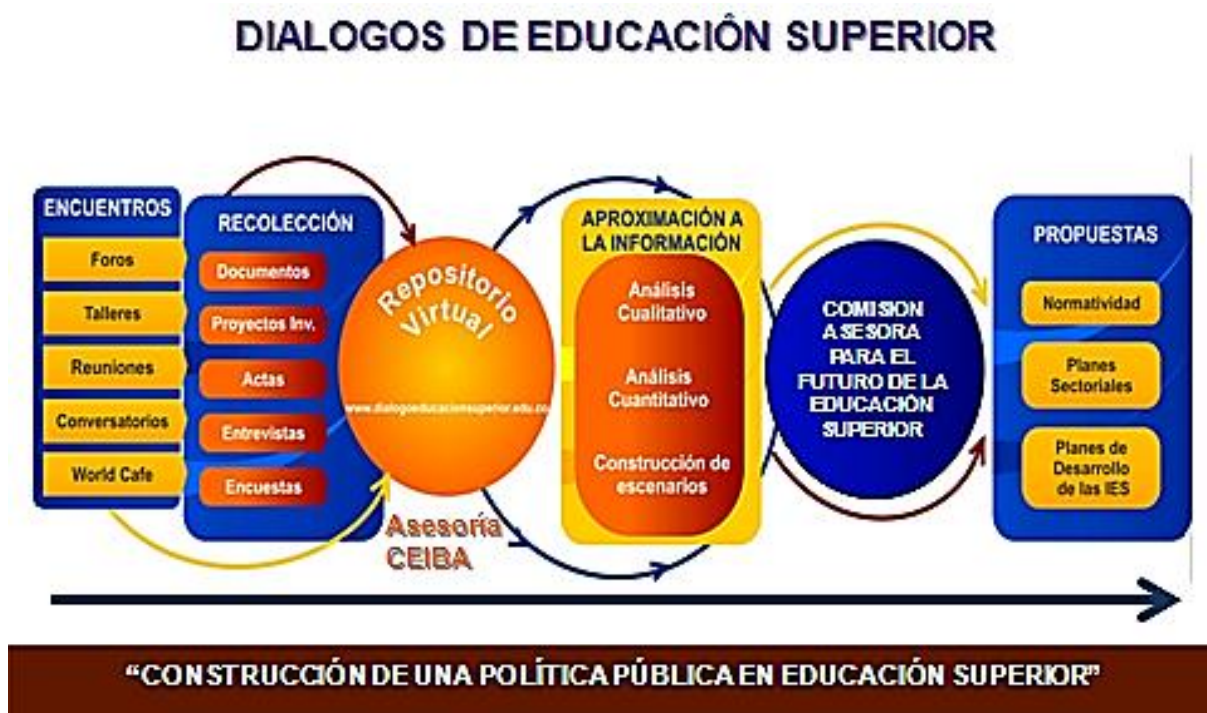 DIALOGOS DE EDUCACIÓN SUPERIOR
ENCUENTROS
Foros
Talleres
Reuniones
Conversatorios
World Cafe
RECOLECCIÓN
Documentos
Proyectos Inv.
Actas
Entrevistas
Encuestas
Repositorio
Virtual
www.dialogoeducacionsuperior.edu.co
Asesoría
CEIBA
APROXIMACIÓN A
LA INFORMACIÓN
Análisis
Cualitativo
Análisis
Cuantitativo
Construcción de
escenarios
COMISION
ASESORA
PARA EL
FUTURO DE LA
EDUCACIÓN
SUPERIOR
PROPUESTAS
Normatividad
Planes
Sectoriales
Planes de
Desarrollo
de las IES
“CONSTRUCCIÓN DE UNA POLÍTICA PÚBLICA EN EDUCACIÓN SUPERIOR”